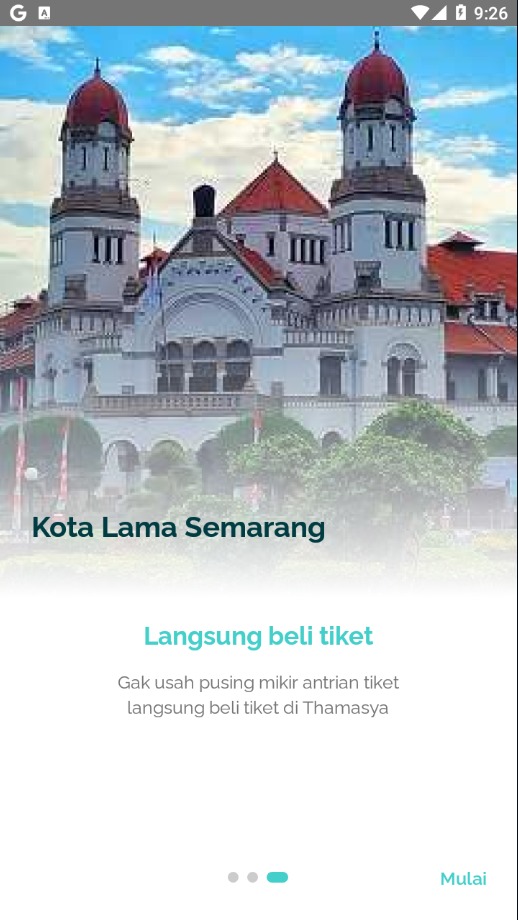 9:26
Kota Lama Semarang
Langsung beli tiket
Gak usah pusing mikir antrian tiket
langsung beli tiket di Thamasya
Mulai